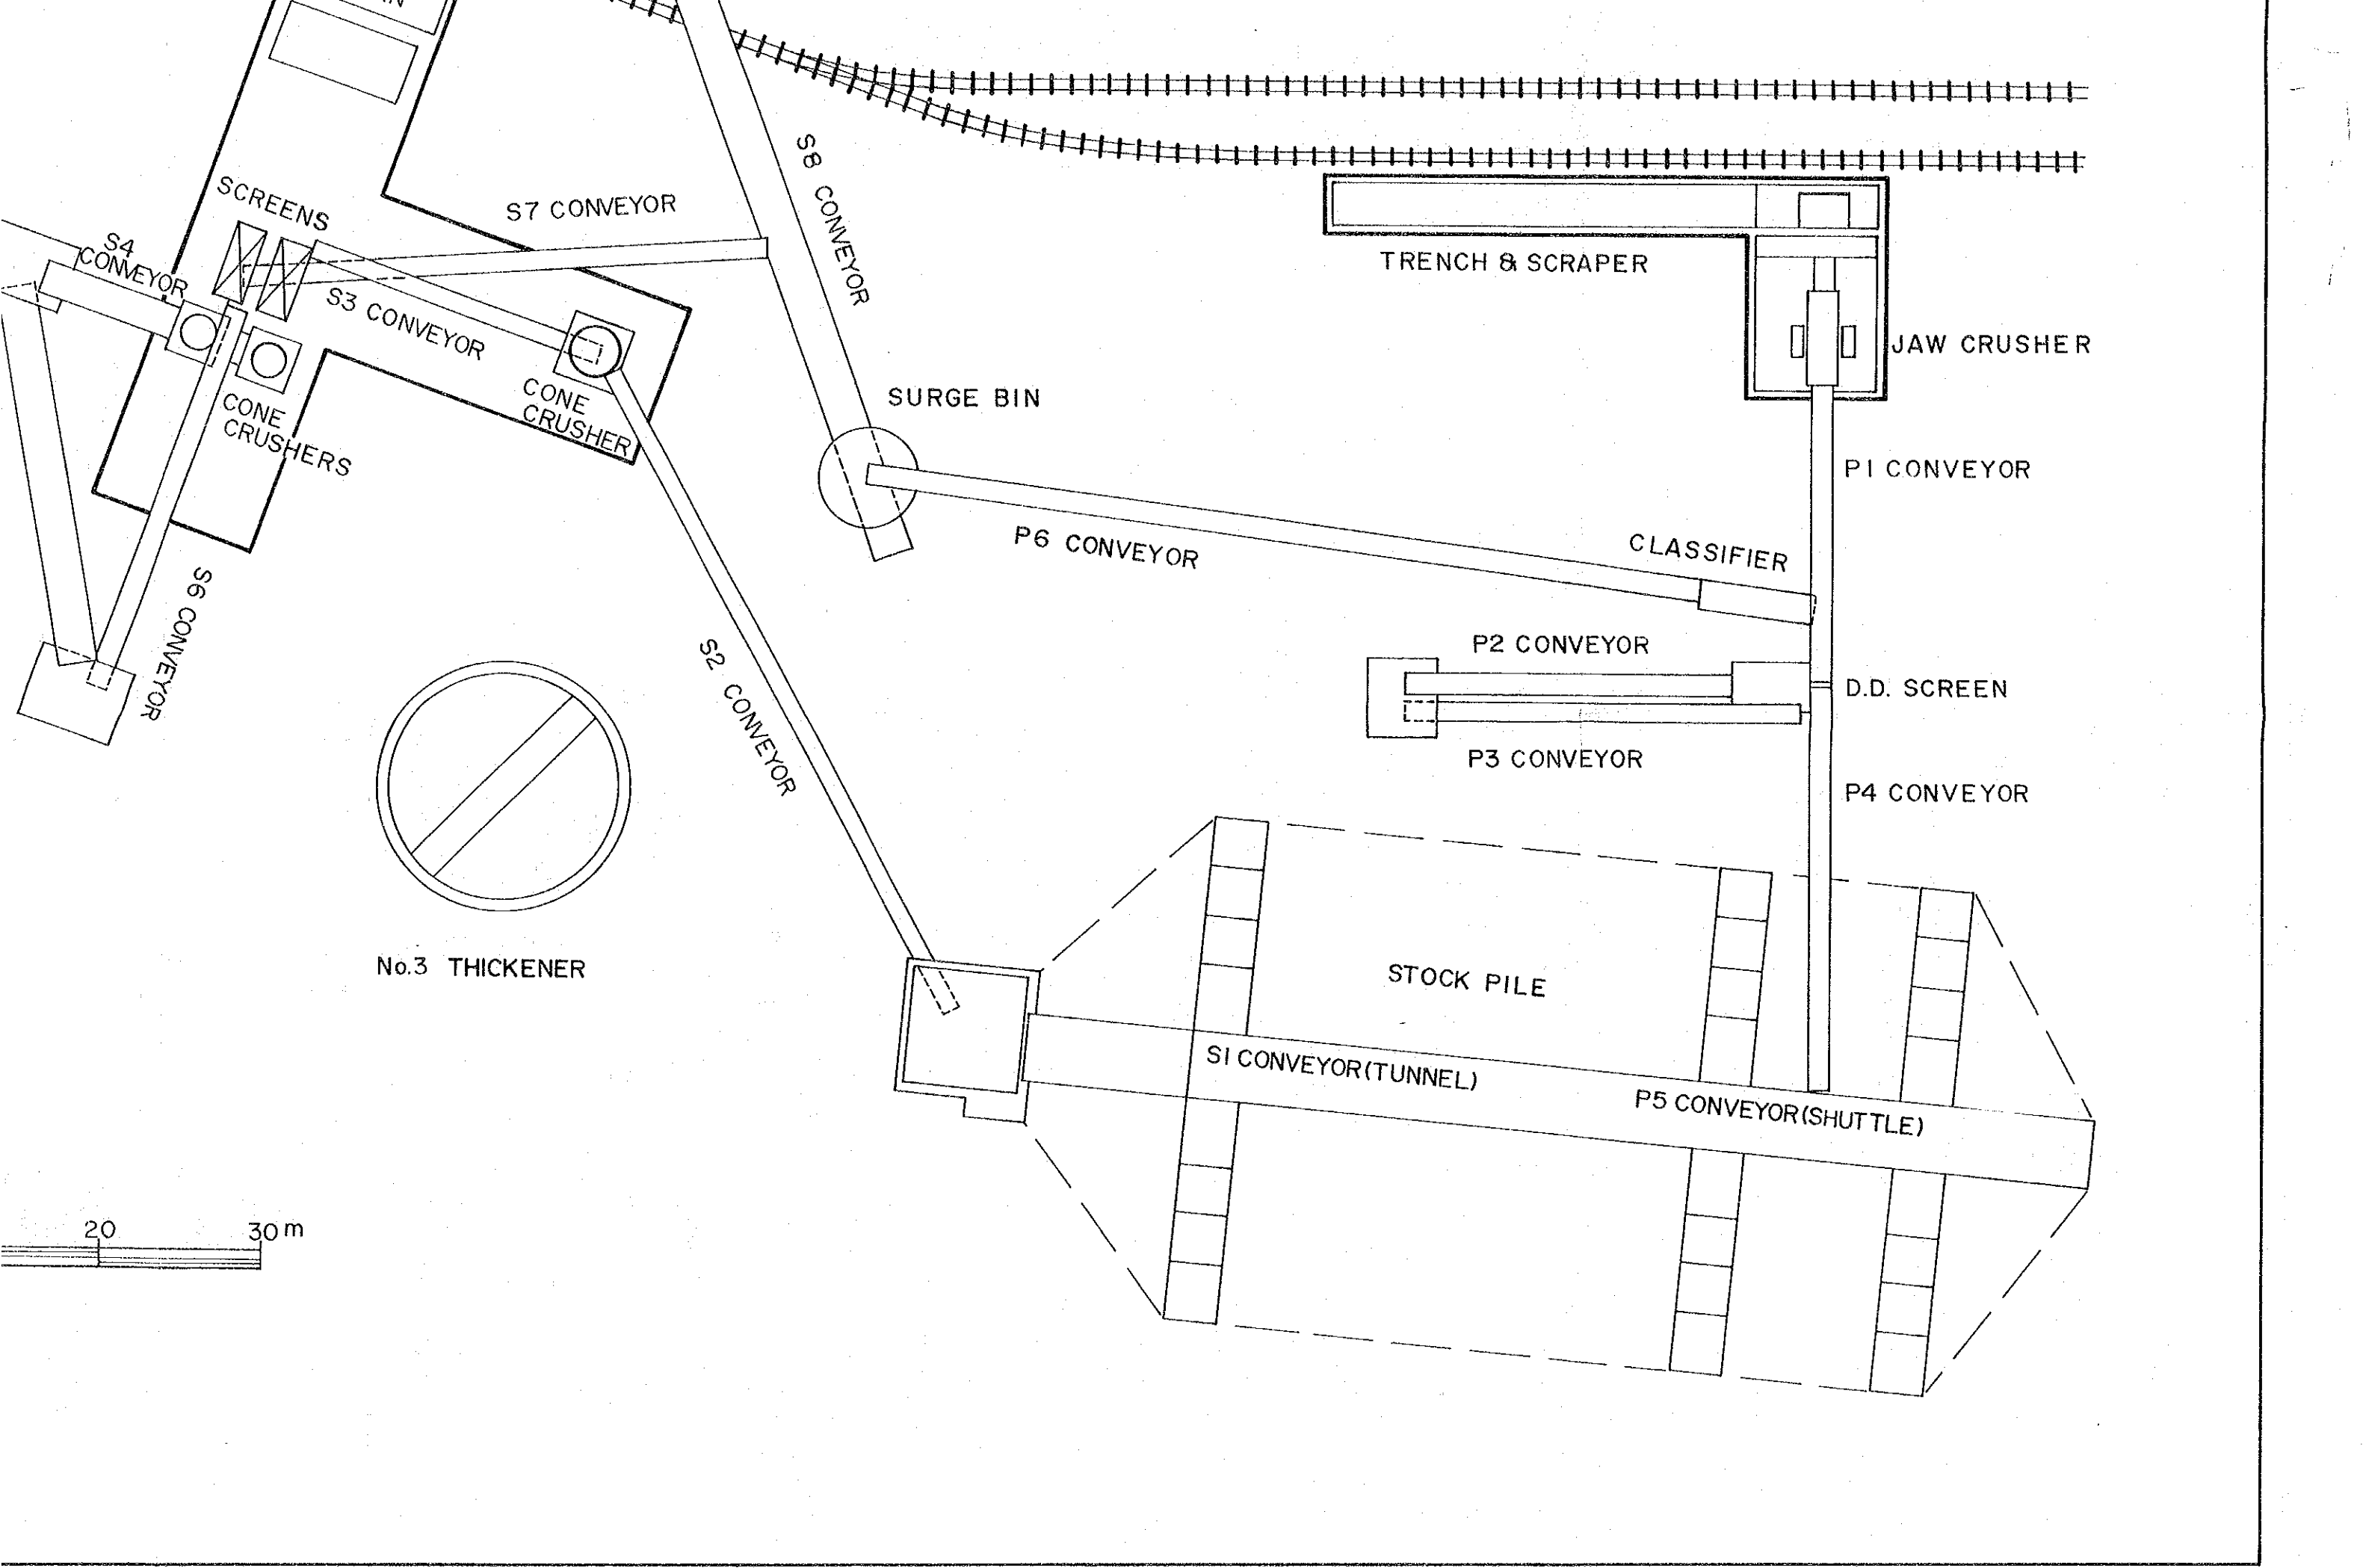 S8 CONVEYOR
SCREENS
S7 CONVEYOR
S4
CONVEYOR
TRENCH & SCRAPER
S3 CONVEYOR
JAW CRUSHER
CONE
CRUSHER
SURGE BIN
CONE
CRUSHERS
P1 CONVEYOR
P6 CONVEYOR
CLASSIFIER
S6 CONVEYOR
P2 CONVEYOR
S2 CONVEYOR
D.D. SCREEN
P3 CONVEYOR
P4 CONVEYOR
No.3 THICKENER
STOCK PILE
S1 CONVEYOR(TUNNEL)
P5 CONVEYOR(SHUTTLE)
20 30m